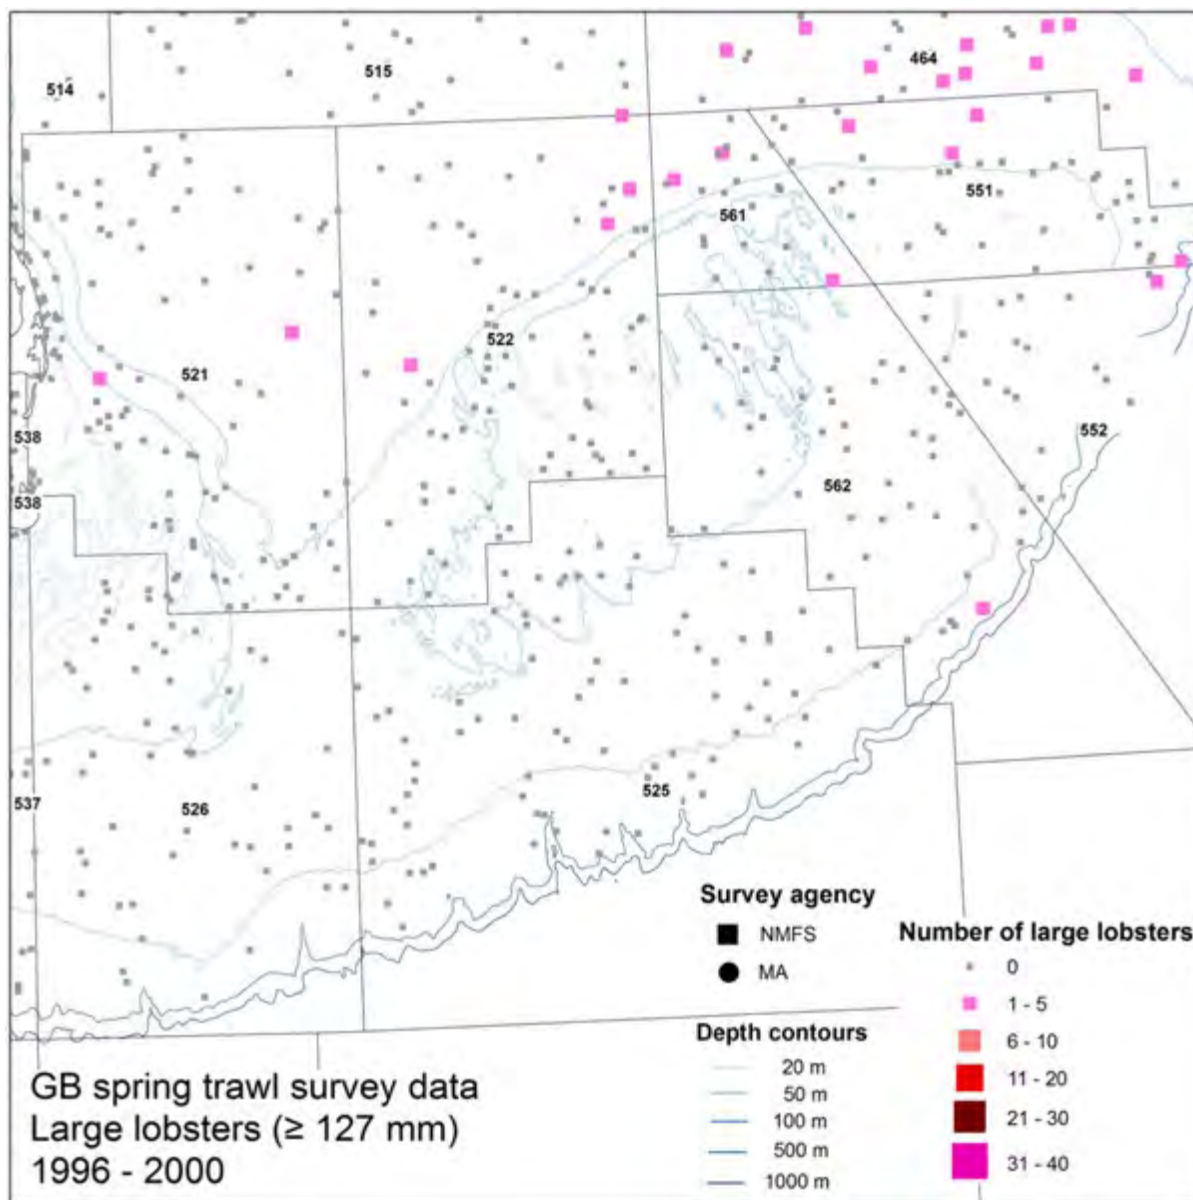 464
515
514
551
561
522
521
552
538
562
538
525
537
526
Survey agency
NMFS
MA
Number of large lobsters
0
1 - 5
6 - 10
11 - 20
21 - 30
31 - 40
Depth contours
20 m
50 m
100 m
500 m
1000 m
GB spring trawl survey data
Large lobsters (≥ 127 mm)
1996 - 2000